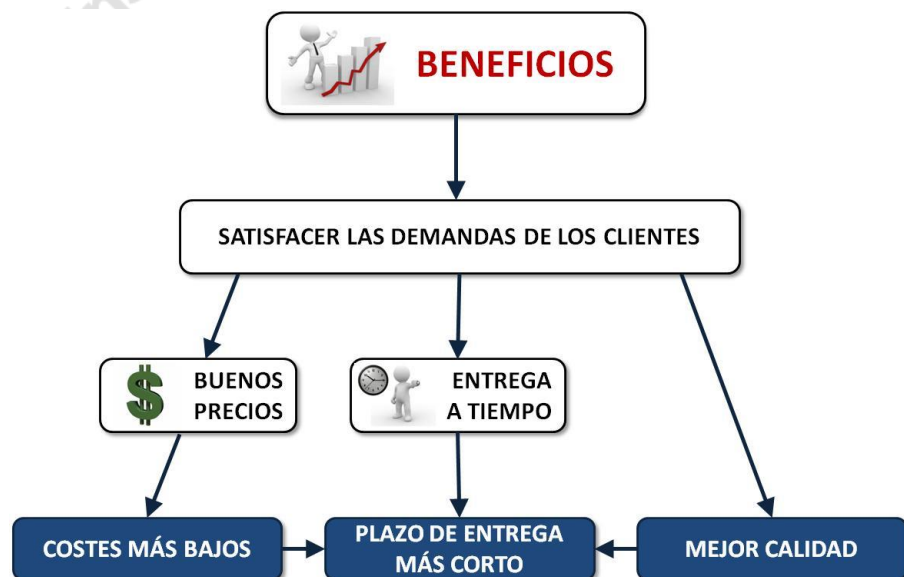 BENEFICIOS
SATISFACER LAS DEMANDAS DE LOS CLIENTES
BUENOS
PRECIOS
ENTREGA
A TIEMPO
COSTES MÁS BAJOS
PLAZO DE ENTREGA
MÁS CORTO
MEJOR CALIDAD